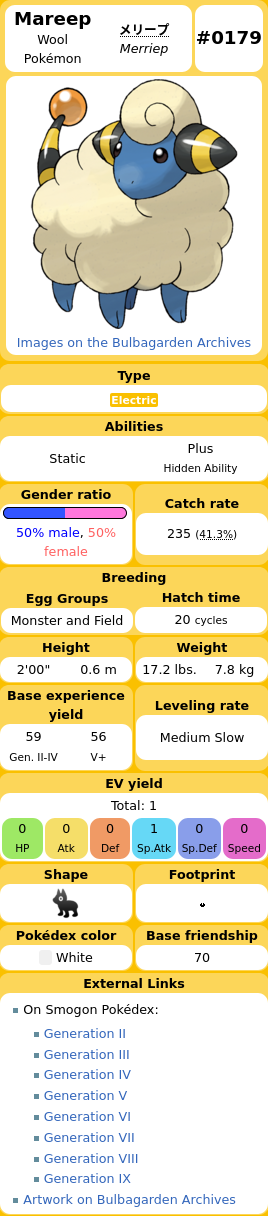 Mareep
Wool
Pokémon
メリープ
Merriep
#0179
Images on the Bulbagarden Archives
Type
Electric
Abilities
Static
Plus
Hidden Ability
Gender ratio
50% male, 50%
female
Catch rate
235 (41.3%)
Breeding
Egg Groups
Monster and Field
Hatch time
20 cycles
Height
2'00" 0.6 m
Weight
17.2 lbs. 7.8 kg
Base experience
yield
59 56
Gen. II-IV V+
Leveling rate
Medium Slow
EV yield
Total: 1
0 0 0 1 0 0
HP Atk Def Sp.Atk Sp.Def Speed
Shape
Footprint
Pokédex color
White
Base friendship
70
External Links
On Smogon Pokédex:
Generation II
Generation III
Generation IV
Generation V
Generation VI
Generation VII
Generation VIII
Generation IX
Artwork on Bulbagarden Archives